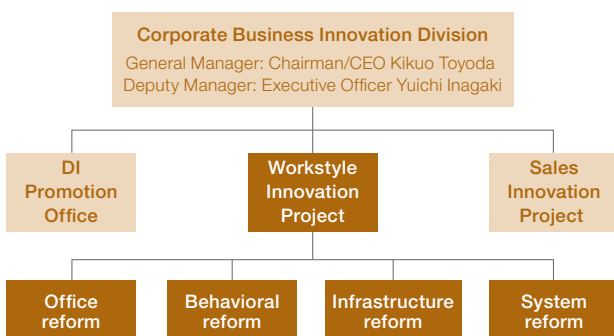 Corporate Business Innovation Division
General Manager: Chairman/CEO Kikuo Toyoda
Deputy Manager: Executive Officer Yuichi Inagaki
DI
Promotion
Office
Workstyle
Innovation
Project
Sales
Innovation
Project
Office
reform
Behavioral
reform
Infrastructure
reform
System
reform